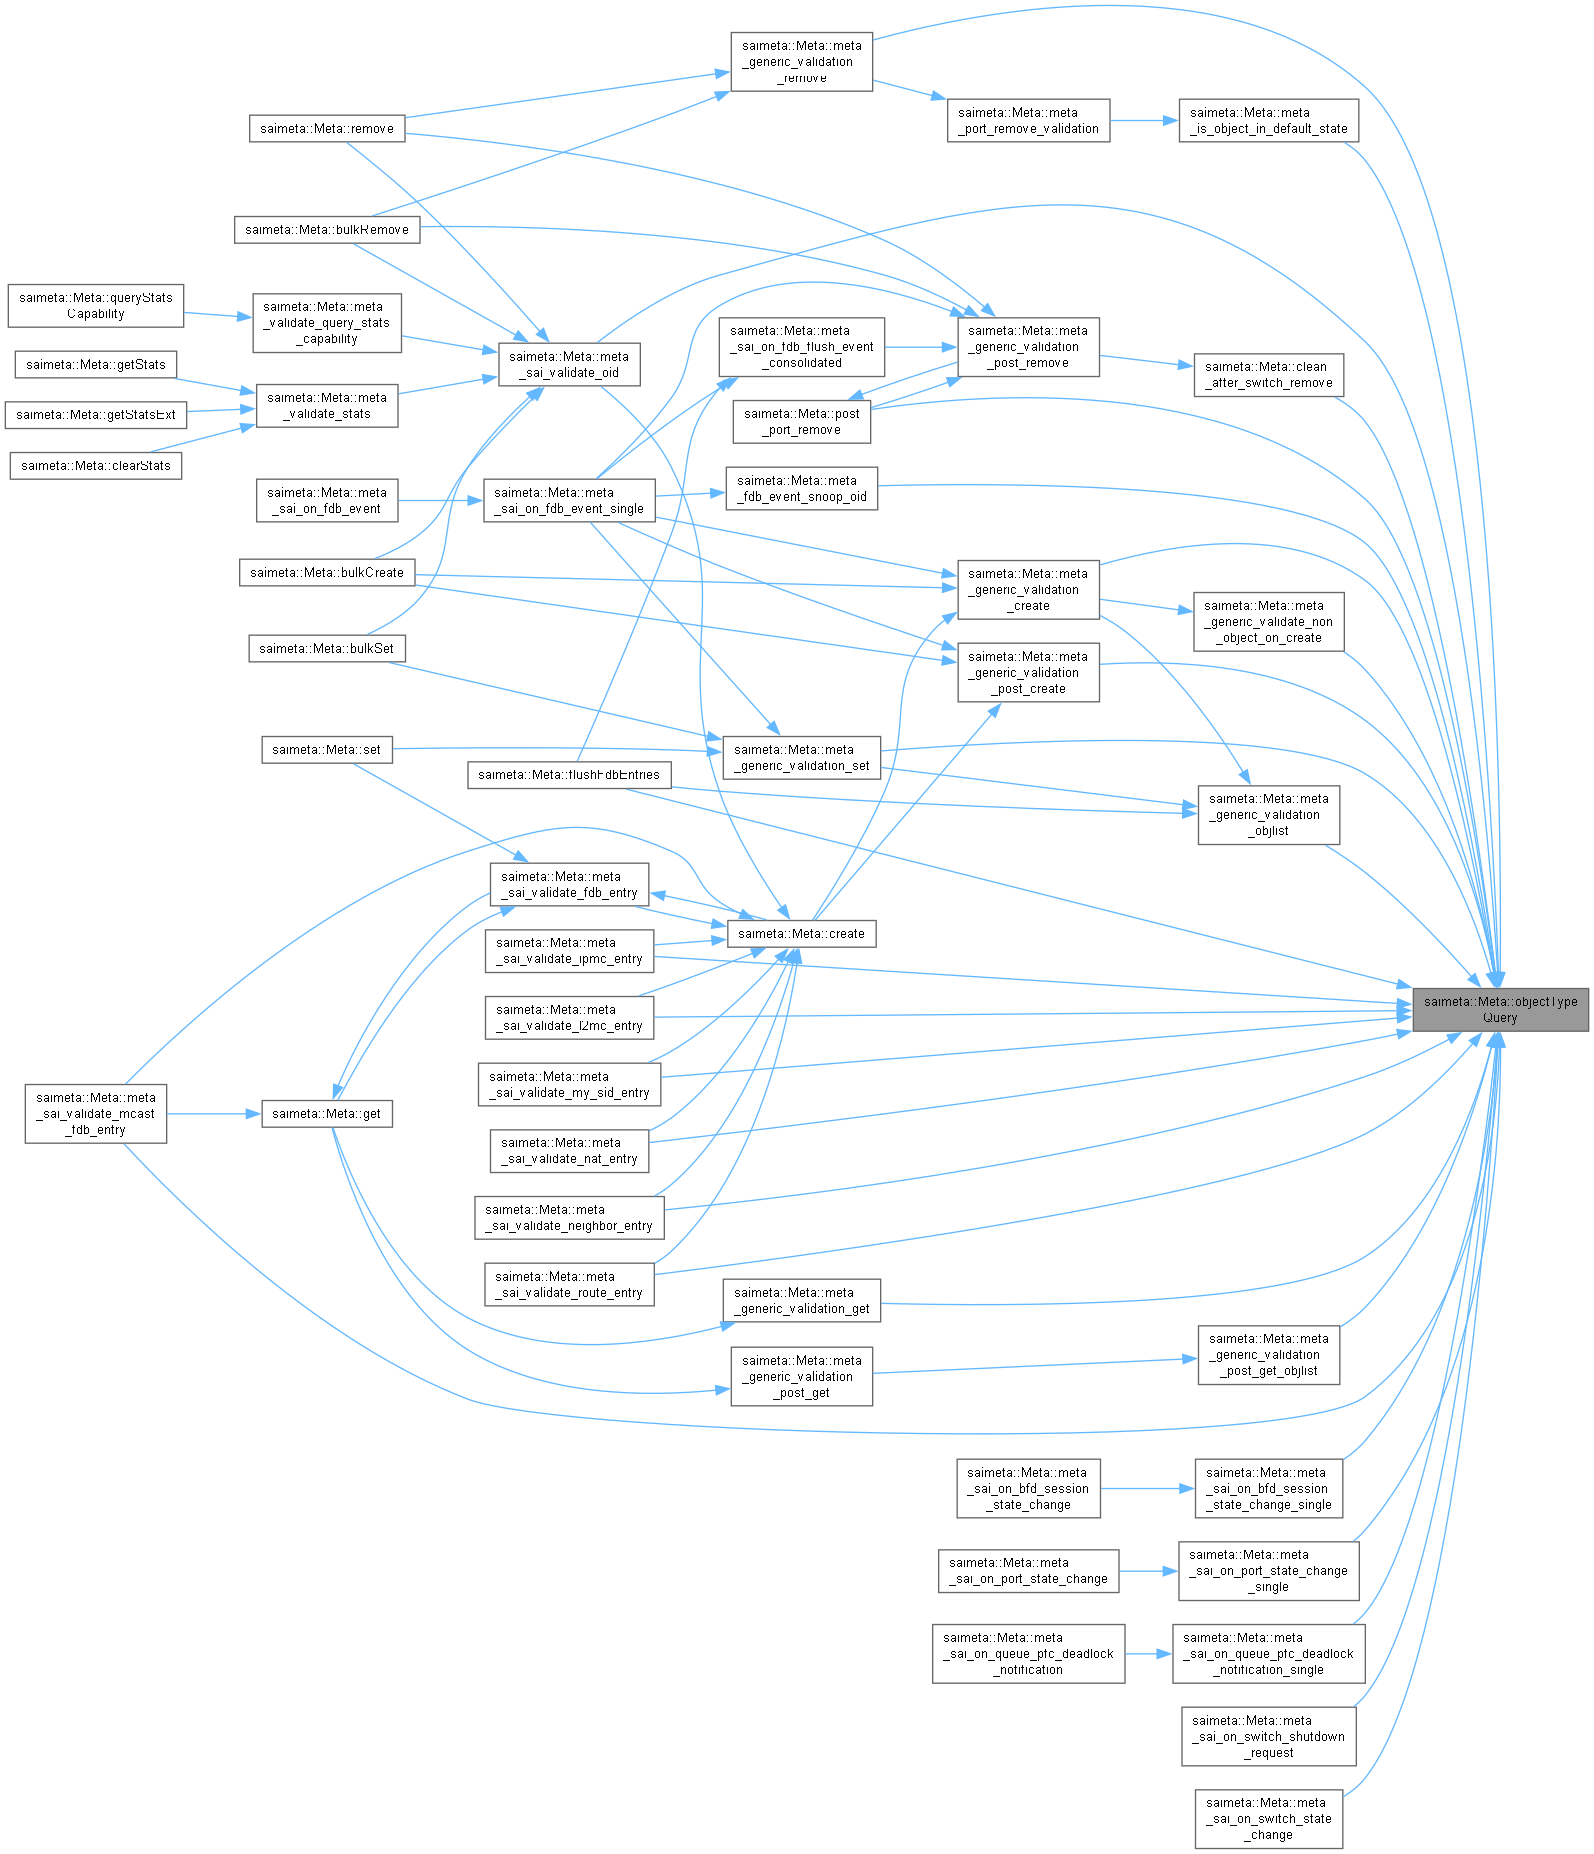 saimeta::Meta::meta
_generic_validation
_remove
saimeta::Meta::meta
_port_remove_validation
saimeta::Meta::meta
_is_object_in_default_state
saimeta::Meta::remove
saimeta::Meta::bulkRemove
saimeta::Meta::queryStats
Capability
saimeta::Meta::meta
_validate_query_stats
_capability
saimeta::Meta::getStats
saimeta::Meta::getStatsExt
saimeta::Meta::clearStats
saimeta::Meta::meta
_validate_stats
saimeta::Meta::meta
_sai_validate_oid
saimeta::Meta::meta
_sai_on_fdb_flush_event
_consolidated
saimeta::Meta::meta
_generic_validation
_post_remove
saimeta::Meta::clean
_after_switch_remove
saimeta::Meta::post
_port_remove
saimeta::Meta::meta
_sai_on_fdb_event
saimeta::Meta::meta
_sai_on_fdb_event_single
saimeta::Meta::meta
_fdb_event_snoop_oid
saimeta::Meta::bulkCreate
saimeta::Meta::meta
_generic_validation
_create
saimeta::Meta::meta
_generic_validate_non
_object_on_create
saimeta::Meta::bulkSet
saimeta::Meta::meta
_generic_validation
_post_create
saimeta::Meta::set
saimeta::Meta::flushFdbEntries
saimeta::Meta::meta
_generic_validation_set
saimeta::Meta::meta
_generic_validation
_objlist
saimeta::Meta::meta
_sai_validate_fdb_entry
saimeta::Meta::create
saimeta::Meta::meta
_sai_validate_ipmc_entry
saimeta::Meta::meta
_sai_validate_l2mc_entry
saimeta::Meta::objectType
Query
saimeta::Meta::meta
_sai_validate_my_sid_entry
saimeta::Meta::meta
_sai_validate_mcast
_fdb_entry
saimeta::Meta::get
saimeta::Meta::meta
_sai_validate_nat_entry
saimeta::Meta::meta
_sai_validate_neighbor_entry
saimeta::Meta::meta
_sai_validate_route_entry
saimeta::Meta::meta
_generic_validation_get
saimeta::Meta::meta
_generic_validation
_post_get
saimeta::Meta::meta
_generic_validation
_post_get_objlist
saimeta::Meta::meta
_sai_on_bfd_session
_state_change
saimeta::Meta::meta
_sai_on_bfd_session
_state_change_single
saimeta::Meta::meta
_sai_on_port_state_change
saimeta::Meta::meta
_sai_on_port_state_change
_single
saimeta::Meta::meta
_sai_on_queue_pfc_deadlock
_notification
saimeta::Meta::meta
_sai_on_queue_pfc_deadlock
_notification_single
saimeta::Meta::meta
_sai_on_switch_shutdown
_request
saimeta::Meta::meta
_sai_on_switch_state
_change